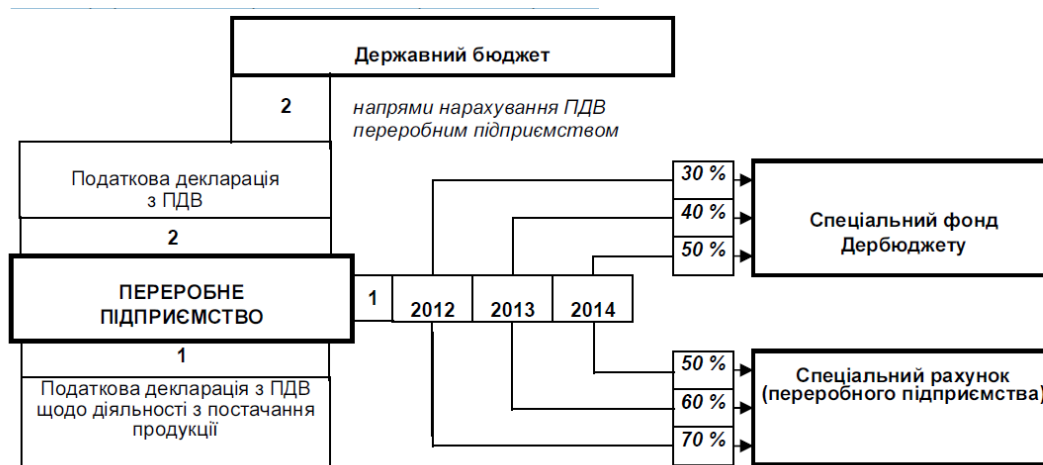 Державний бюджет
2
напрями нарахування ПДВ
переробним підприємством
Податкова декларація
з ПДВ
2
ПЕРЕРОБНЕ
ПІДПРИЄМСТВО
1
Податкова декларація з ПДВ
щодо діяльності з постачання
продукції
1
2012
2013
2014
30 %
40 %
50 %
Спеціальний фонд
Дербюджету
50 %
60 %
70 %
Спеціальний рахунок
(переробного підприємства)